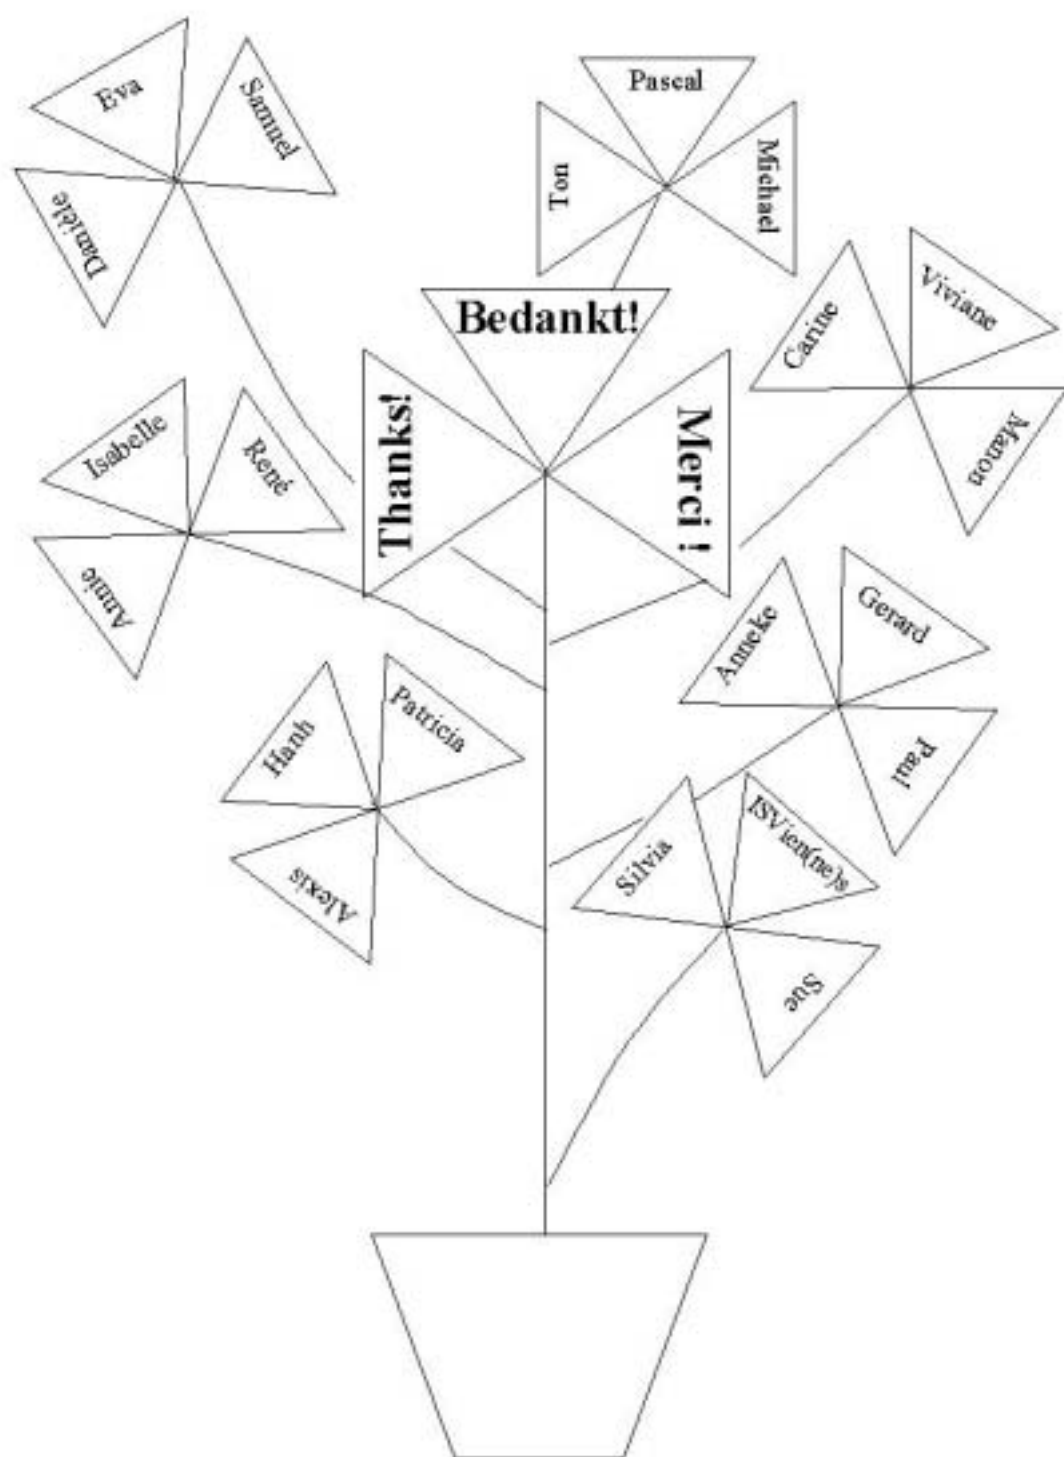 Eva
Samuel
Danièle
Pascal
Ton
Michael
Bedankt!
Thanks!
Merci !
Carine
Viviane
Manon
Isabelle
René
Annie
Anneke
Gerard
Paul
Hanh
Patricia
Alexis
Silvia
ISVien(ne)s
Sue